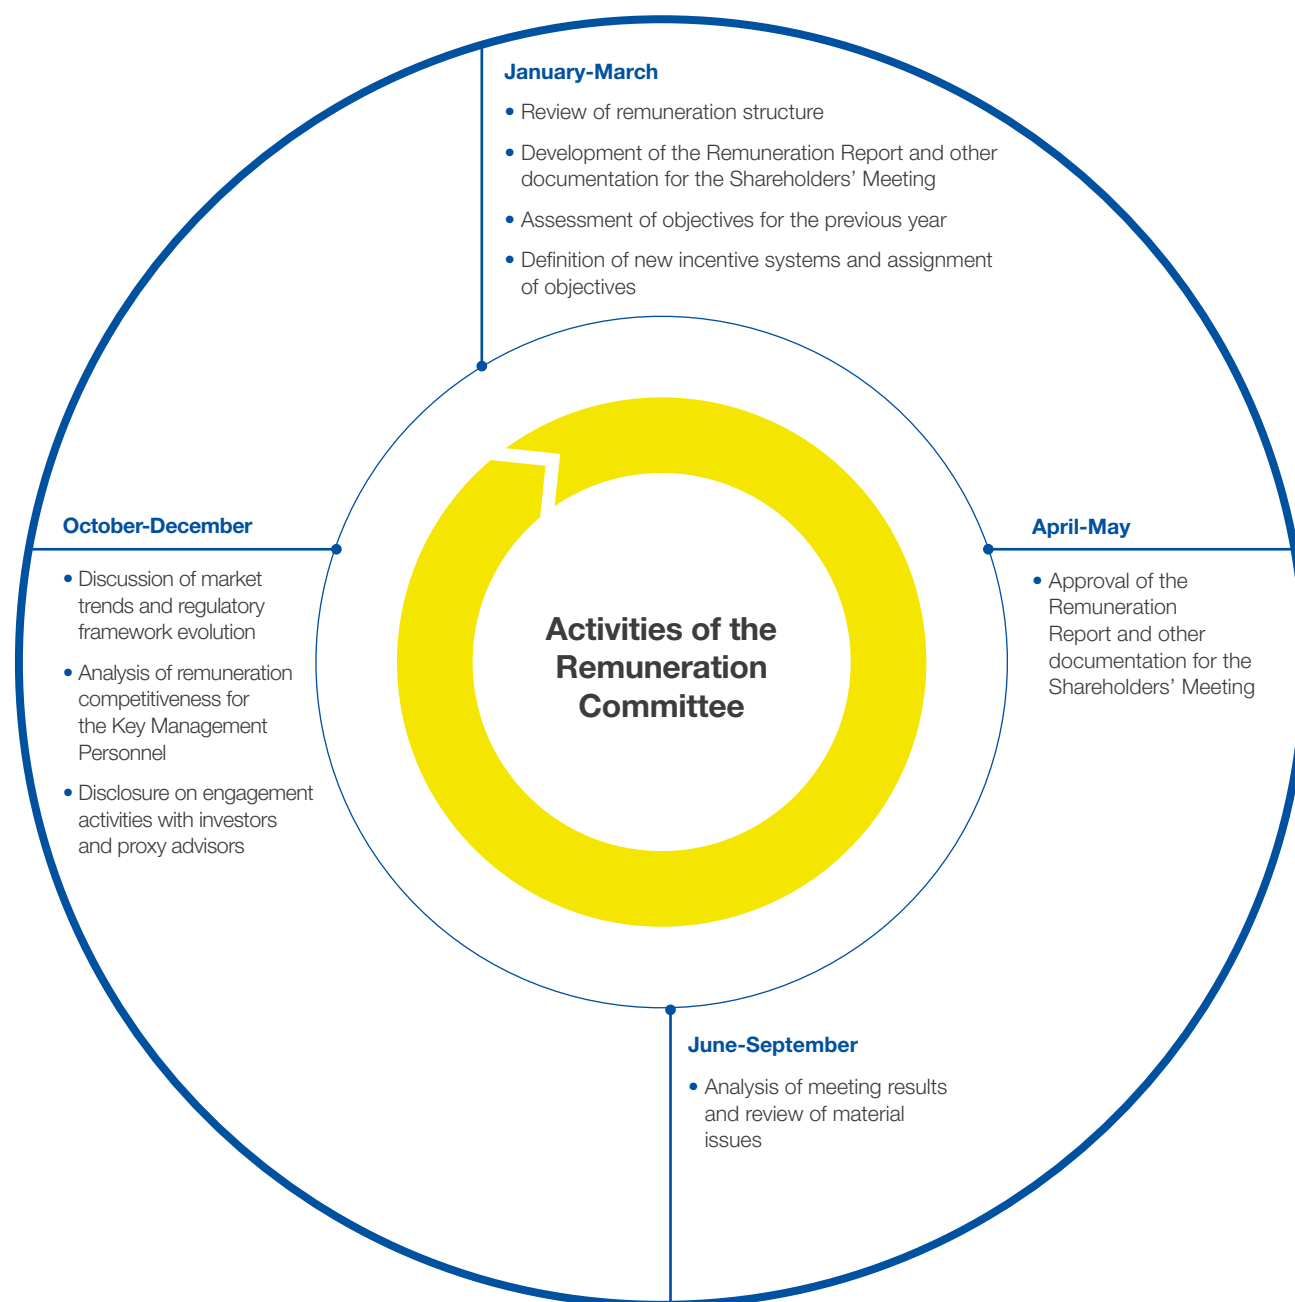 January-March
• Review of remuneration structure
• Development of the Remuneration Report and other
documentation for the Shareholders’ Meeting
• Assessment of objectives for the previous year
• Definition of new incentive systems and assignment
of objectives
April-May
• Approval of the
Remuneration
Report and other
documentation for the
Shareholders’ Meeting
June-September
• Analysis of meeting results
and review of material
issues
October-December
• Discussion of market
trends and regulatory
framework evolution
• Analysis of remuneration
competitiveness for
the Key Management
Personnel
• Disclosure on engagement
activities with investors
and proxy advisors
Activities of the
Remuneration
Committee